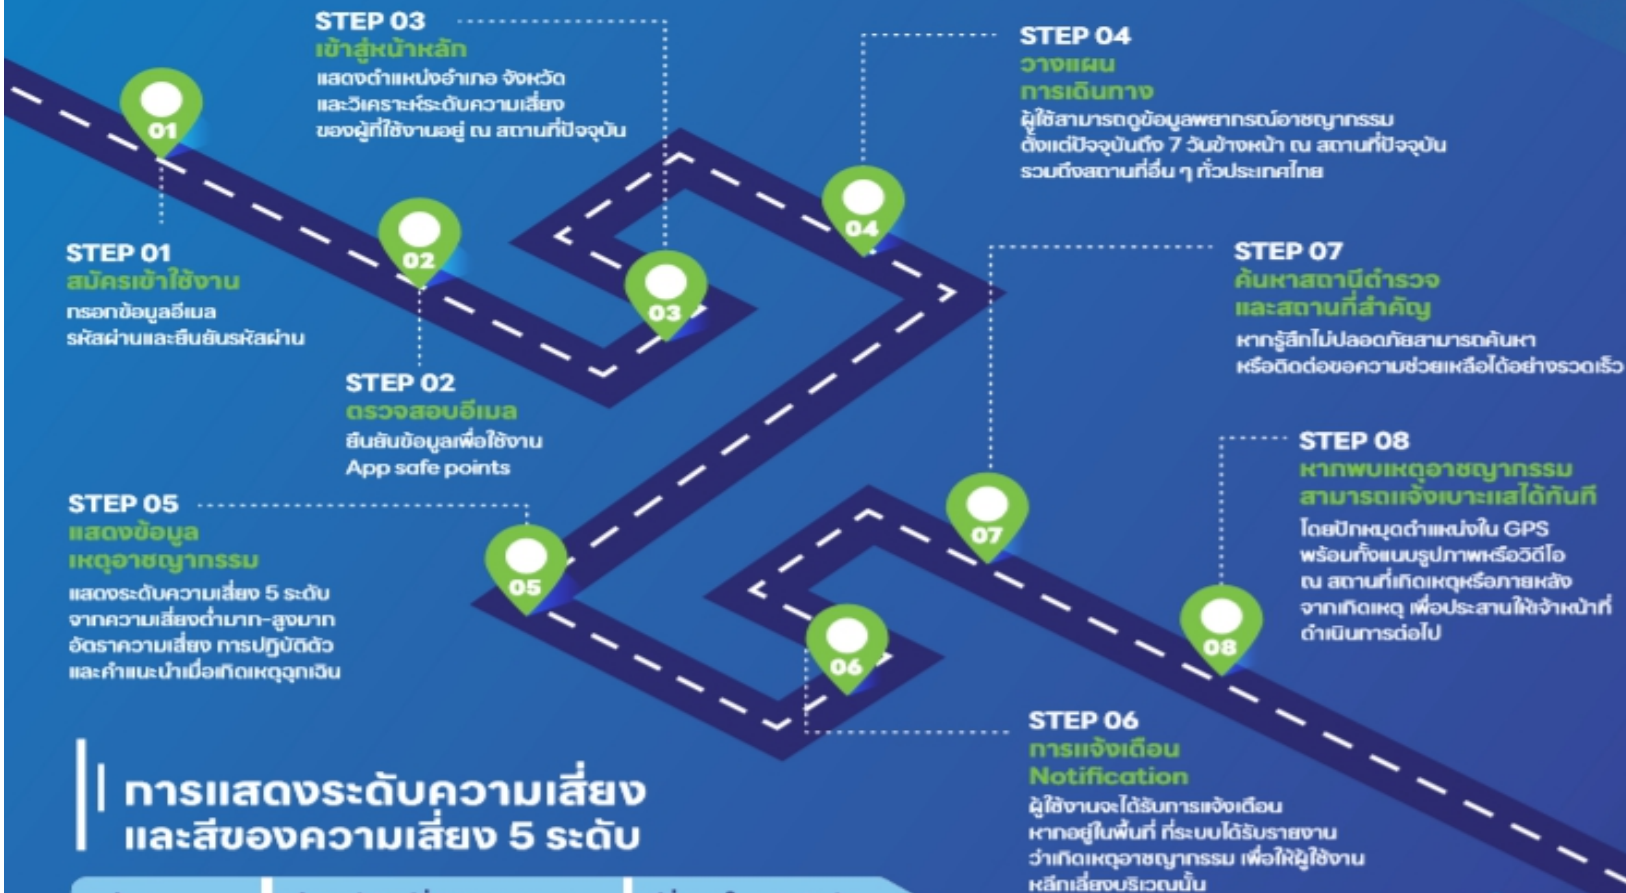 STEP 01
สมัครเข้าใช้งาน
กรอกข้อมูลอีเมล
รหัสผ่านและยืนยันรหัสผ่าน
STEP 02
ตรวจสอบอีเมล
ยืนยันข้อมูลเพื่อใช้งาน
App safe points
STEP 03
เข้าสู่หน้าหลัก
แสดงตำแหน่งอำเภอ จังหวัด
และวิเคราะห์ระดับความเสี่ยง
ของผู้ที่ใช้งานอยู่ ณ สถานที่ปัจจุบัน
STEP 04
วางแผน
การเดินทาง
ผู้ใช้สามารถดูข้อมูลพยากรณ์อาชญากรรม
ตั้งแต่ปัจจุบันถึง 7 วันข้างหน้า ณ สถานที่ปัจจุบัน
รวมถึงสถานที่อื่น ๆ ทั่วประเทศไทย
STEP 05
แสดงข้อมูล
เหตุอาชญากรรม
แสดงระดับความเสี่ยง 5 ระดับ
จากความเสี่ยงต่ำมาก-สูงมาก
อัตราความเสี่ยง การปฏิบัติตัว
และคำแนะนำเมื่อเกิดเหตุฉุกเฉิน
STEP 06
การแจ้งเตือน
Notification
ผู้ใช้งานจะได้รับการแจ้งเตือน
หากอยู่ในพื้นที่ ที่ระบบได้รับรายงาน
ว่าเกิดเหตุอาชญากรรม เพื่อให้ผู้ใช้งาน
หลีกเลี่ยงบริเวณนั้น
STEP 07
ค้นหาสถานีตำรวจ
และสถานที่สำคัญ
หากรู้สึกไม่ปลอดภัยสามารถค้นหา
หรือติดต่อขอความช่วยเหลือได้อย่างรวดเร็ว
STEP 08
หากพบเหตุอาชญากรรม
สามารถแจ้งเบาะแสได้ทันที
โดยปักหมุดตำแหน่งใน GPS
พร้อมทั้งแนบรูปภาพหรือวิดีโอ
ณ สถานที่เกิดเหตุหรือภายหลัง
จากเกิดเหตุ เพื่อประสานให้เจ้าหน้าที่
ดำเนินการต่อไป
01
02
03
04
05
06
07
08
การแสดงระดับความเสี่ยง
และสีของความเสี่ยง 5 ระดับ